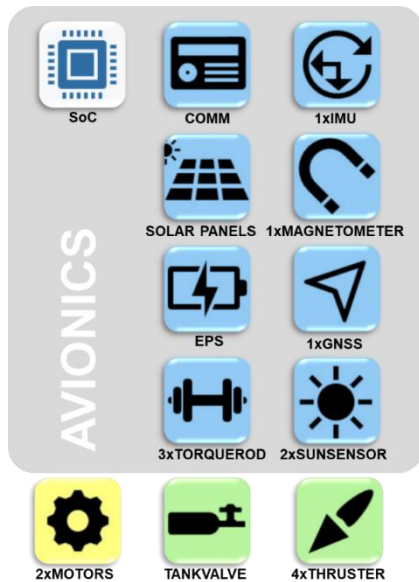 SoC COMM 1xIMU
SOLAR PANELS 1xMAGNETOMETER
EPS 1xGNSS
AVIONICS
3xTORQUEROD 2xSUNSENSOR
2xMOTORS TANKVALVE 4xTHRUSTER